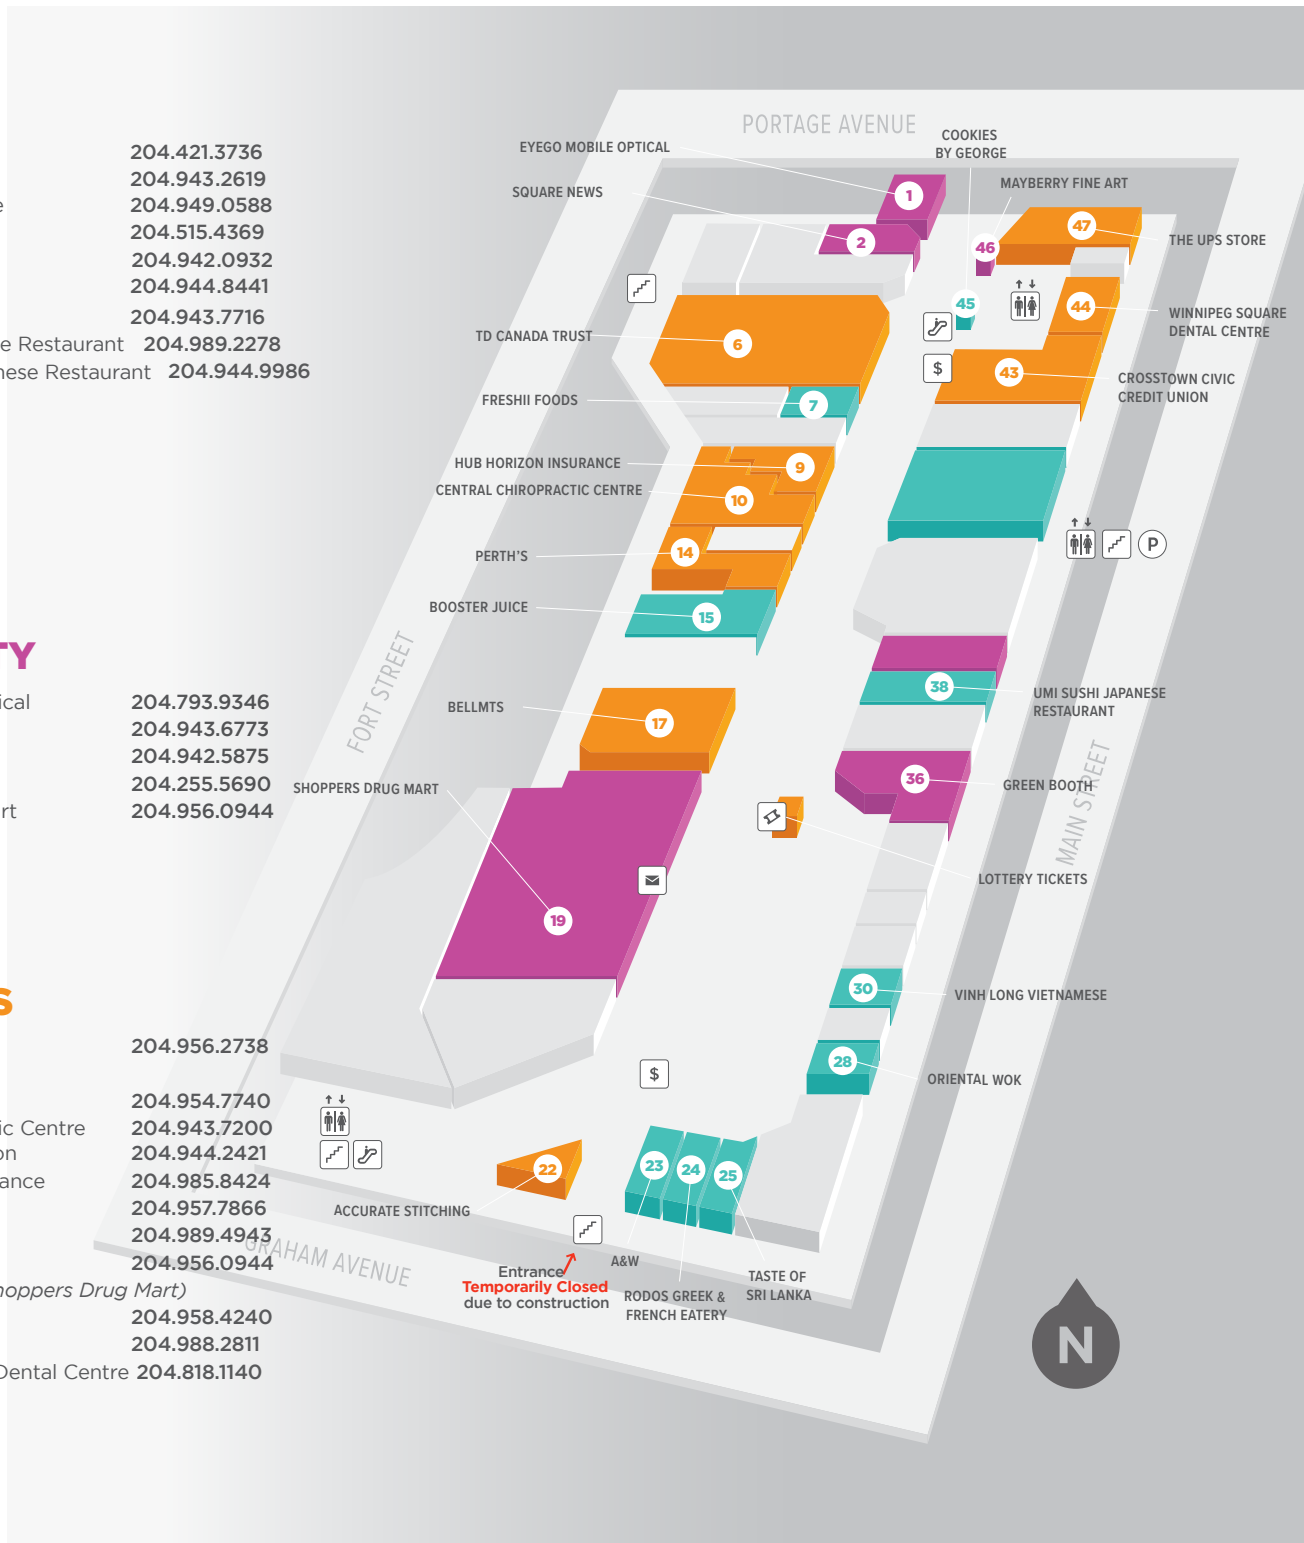 204.421.3736
204.943.2619
e 204.949.0588
204.515.4369
204.942.0932
204.944.8441
204.943.7716
e Restaurant 204.989.2278
nese Restaurant 204.944.9986
TY
ical 204.793.9346
204.943.6773
204.942.5875
204.255.5690
rt 204.956.0944
S
204.956.2738
204.954.7740
ic Centre 204.943.7200
on 204.944.2421
ance 204.985.8424
204.957.7866
204.989.4943
204.956.0944
hoppers Drug Mart)
204.958.4240
204.988.2811
Dental Centre 204.818.1140
PORTAGE AVENUE
COOKIES
BY GEORGE
EYEGO MOBILE OPTICAL
MAYBERRY FINE ART
SQUARE NEWS
1
2
46
47
THE UPS STORE
45
44
WINNIPEG SQUARE
DENTAL CENTRE
TD CANADA TRUST
6
$
43
CROSSTOWN CIVIC
CREDIT UNION
FRESHII FOODS
7
HUB HORIZON INSURANCE
9
CENTRAL CHIROPRACTIC CENTRE
10
PERTH'S
14
P
BOOSTER JUICE
15
FORT STREET
38
UMI SUSHI JAPANESE
RESTAURANT
BELLMTS
17
SHOPPERS DRUG MART
36
GREEN BOOTH
MAIN STREET
LOTTERY TICKETS
19
30
VINH LONG VIETNAMESE
28
ORIENTAL WOK
$
22
23
24
25
ACCURATE STITCHING
GRAHAM AVENUE
Entrance
Temporarily Closed
due to construction
A&W
RODOS GREEK &
FRENCH EATERY
TASTE OF
SRI LANKA
N